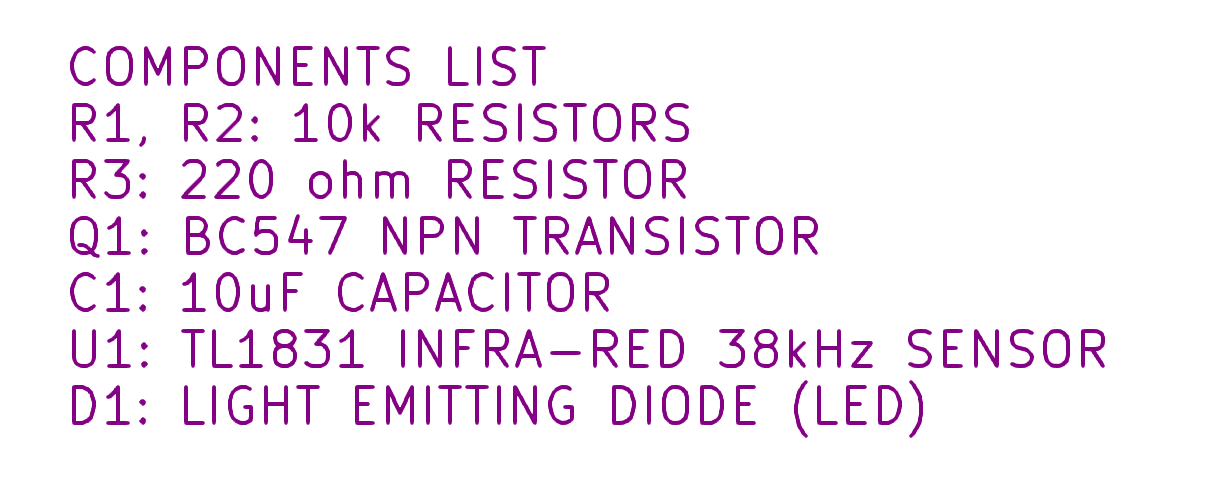 COMPONENTS LIST
R1, R2: 10k RESISTORS
R3: 220 ohm RESISTOR
Q1: BC547 NPN TRANSISTOR
C1: 10uF CAPACITOR
U1: TL1831 INFRA-RED 38kHz SENSOR
D1: LIGHT EMITTING DIODE (LED)